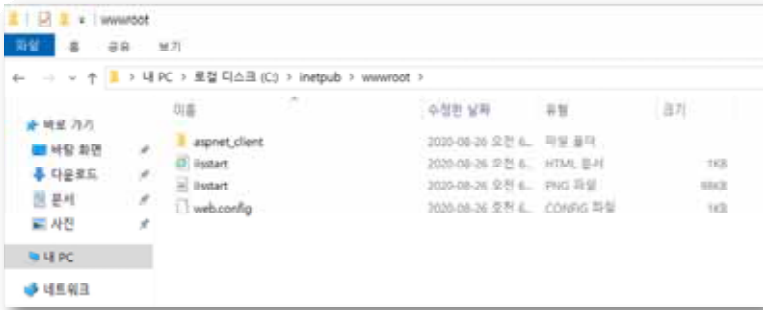 wwwroot
파일 홈 공유 보기
내 PC > 로컬 디스크 (C:) > inetpub > wwwroot >
이름 수정한 날짜 유형 크기
바로 가기
바탕 화면
다운로드
문서
사진
내 PC
네트워크
aspnet_client 2020-08-26 오전 6... 파일 폴더
iisstart 2020-08-26 오전 6... HTML 문서 1KB
iisstart 2020-08-26 오전 6... PNG 파일 98KB
web.config 2020-08-26 오전 6... CONFIG 파일 1KB